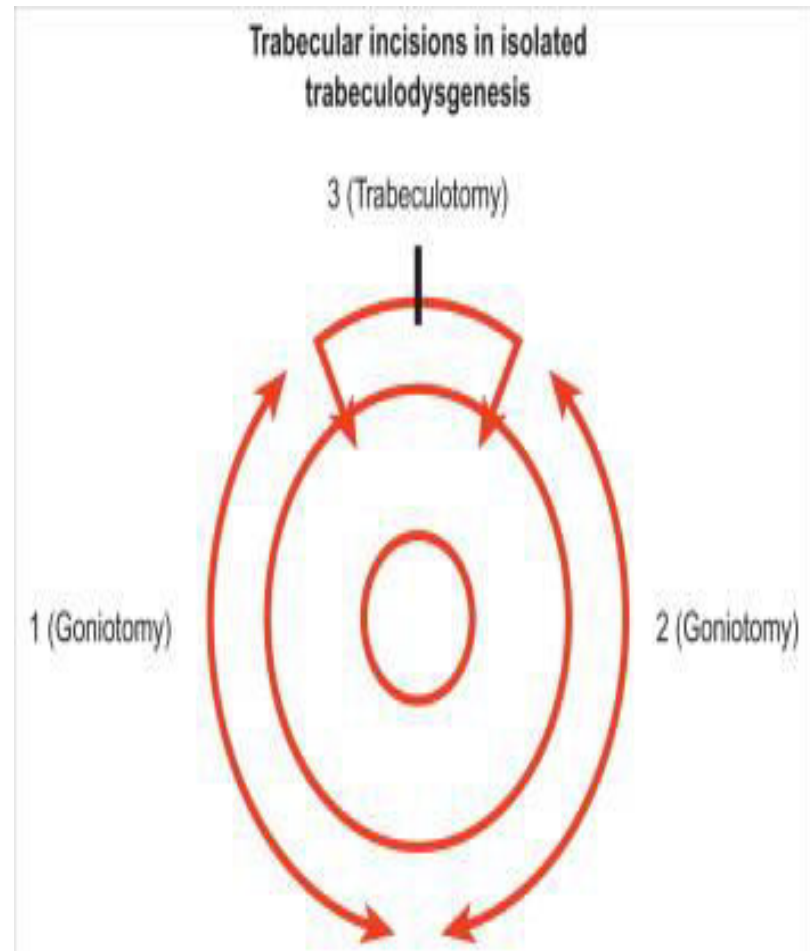 Trabecular incisions in isolated
trabeculodysgenesis
3 (Trabeculotomy)
1 (Goniotomy)
2 (Goniotomy)